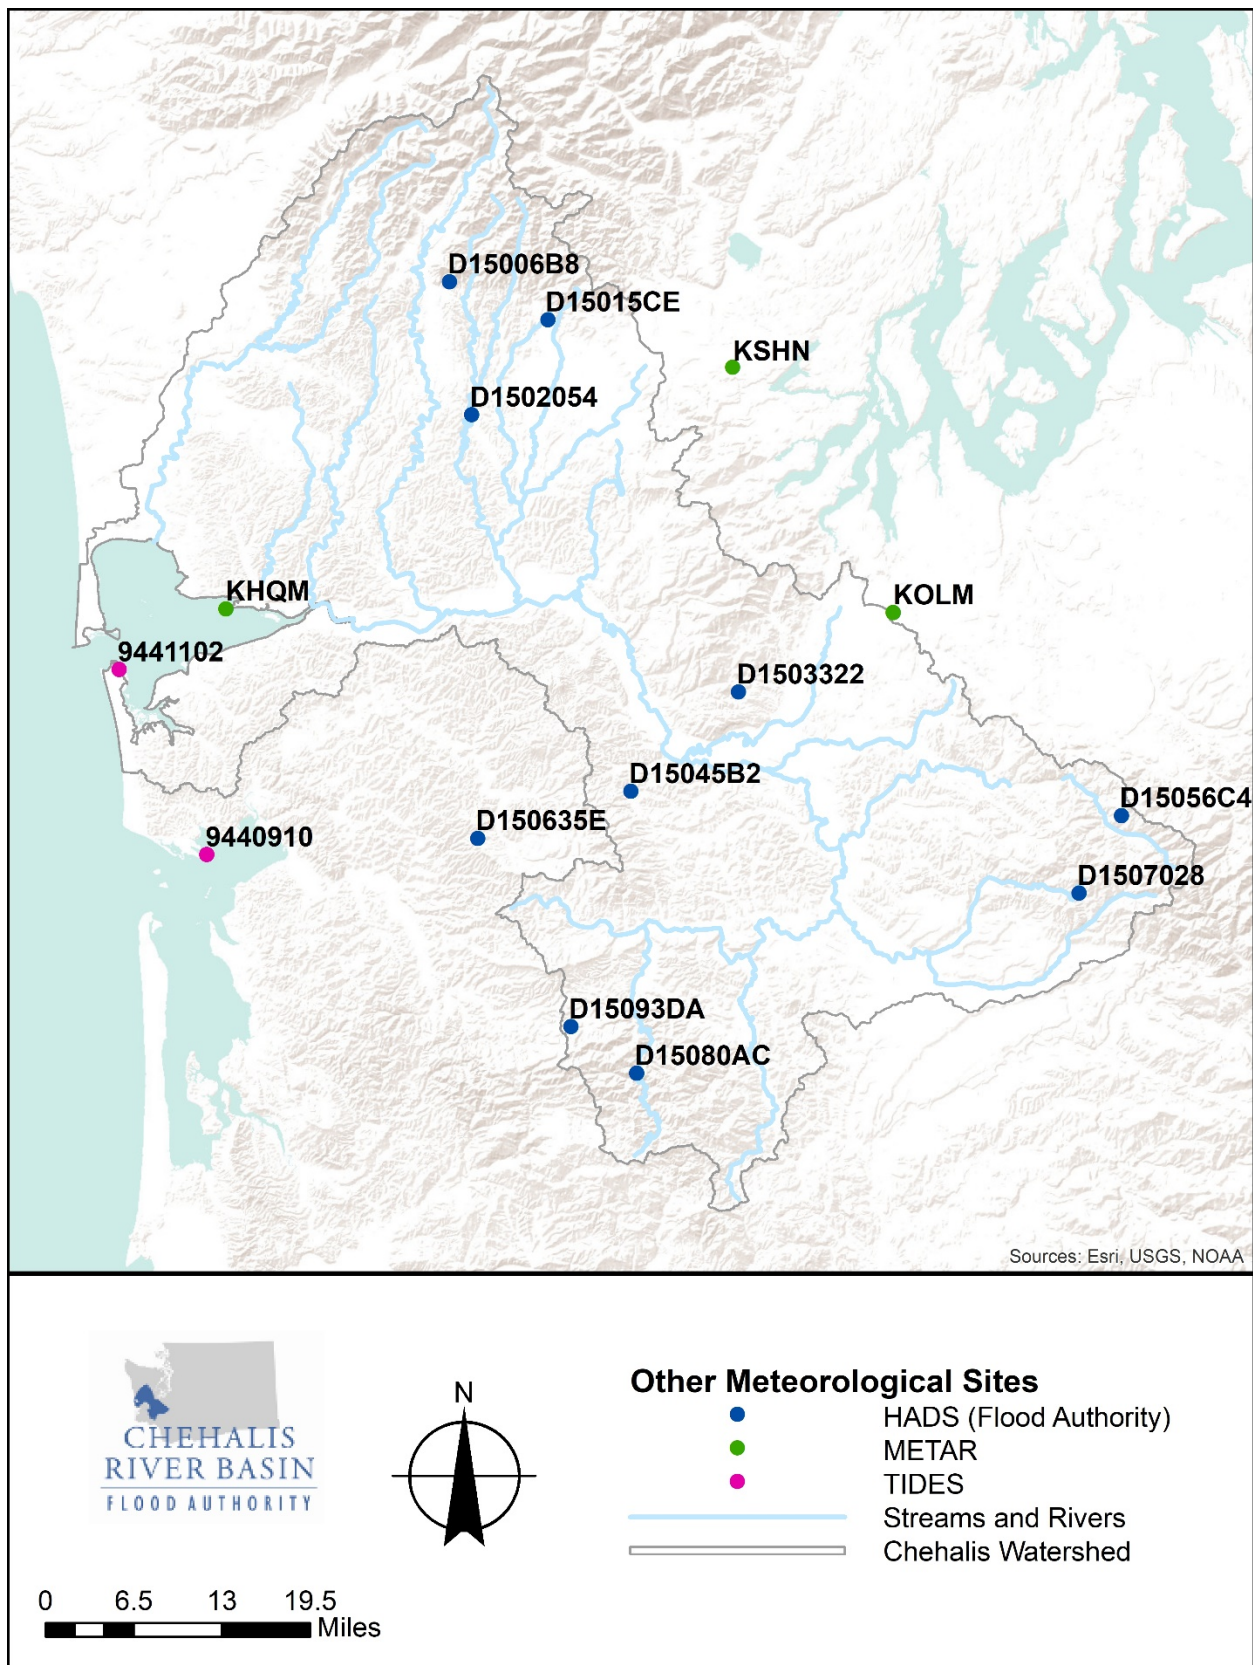 D15006B8
D15015CE
KSHN
D1502054
KHQM
KOLM
9441102
D1503322
D15045B2
D15056C4
D150635E
9440910
D1507028
D15093DA
D15080AC
Sources: Esri, USGS, NOAA
CHEHALIS
RIVER BASIN
FLOOD AUTHORITY
N
0 6.5 13 19.5
Miles
Other Meteorological Sites
HADS (Flood Authority)
METAR
TIDES
Streams and Rivers
Chehalis Watershed